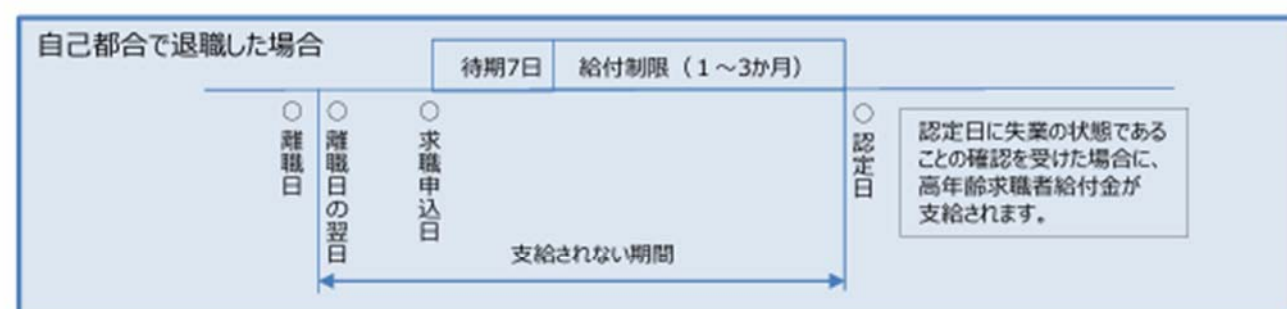 自己都合で退職した場合
待期7日
給付制限（1～3か月）
○離職日
○離職日の翌日
○求職申込日
○認定日
認定日に失業の状態である
ことの確認を受けた場合に、
高年齢求職者給付金が
支給されます。
支給されない期間